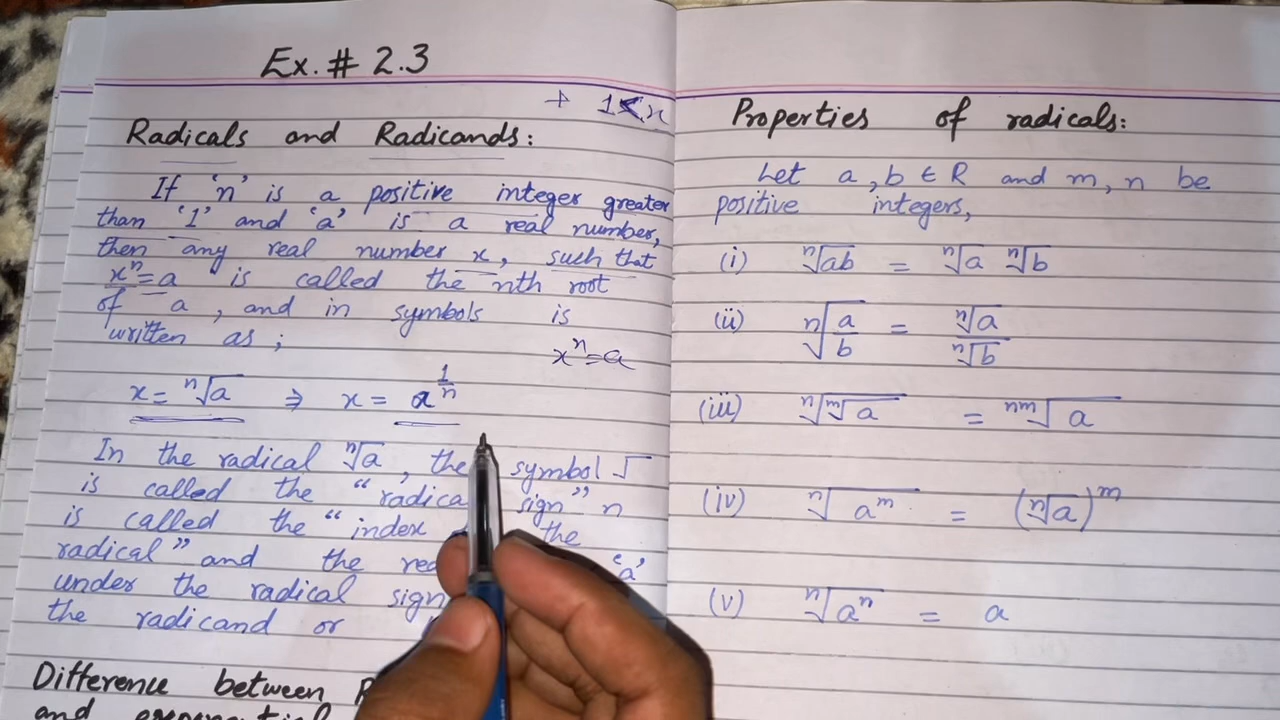 Ex. # 2.3
+ 1<n
Radicals and Radicands:
If 'n' is a positive integer greater
than '1' and 'a' is a real number,
then any real number x, such that
xⁿ=a is called the nth root
of a, and in symbols is
written as;
xⁿ=a
x = ⁿ√a ⇒ x = a^(1/n)
In the radical ⁿ√a, the symbol √
is called the "radica sign" n
is called the "index the
radical" and the 'a'
under the radical sign
the radicand or
Difference between
and exponential
Properties of radicals:
Let a, b ∈ R and m, n be
positive integers,
(i) ⁿ√ab = ⁿ√a ⁿ√b
(ii) ⁿ√(a/b) = ⁿ√a / ⁿ√b
(iii) ⁿ√(ᵐ√a) = ⁿᵐ√a
(iv) ⁿ√aᵐ = (ⁿ√a)ᵐ
(v) ⁿ√aⁿ = a